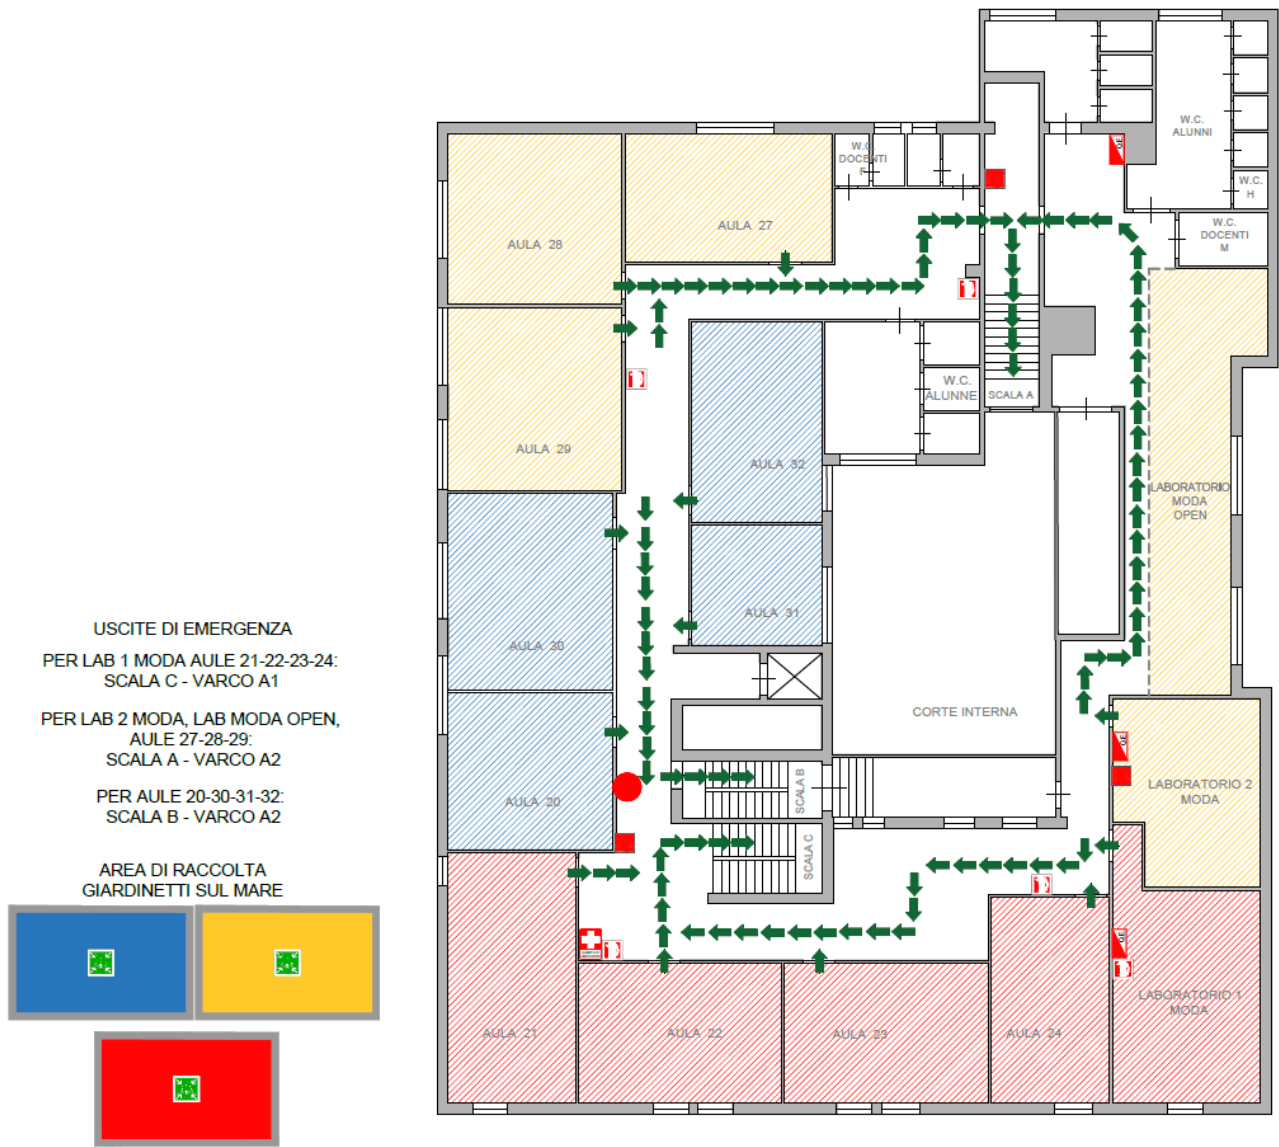 W.C.
ALUNNI
W.C.
DOCENTI
F
QE
W.C.
H
W.C.
DOCENTI
M
AULA 28
AULA 27
AULA 29
AULA 32
W.C.
ALUNNE
SCALA A
LABORATORIO
MODA
OPEN
AULA 30
AULA 31
CORTE INTERNA
QE
AULA 20
SCALA B
LABORATORIO 2
MODA
SCALA C
QE
AULA 21
AULA 22
AULA 23
AULA 24
LABORATORIO 1
MODA
USCITE DI EMERGENZA
PER LAB 1 MODA AULE 21-22-23-24:
SCALA C - VARCO A1
PER LAB 2 MODA, LAB MODA OPEN,
AULE 27-28-29:
SCALA A - VARCO A2
PER AULE 20-30-31-32:
SCALA B - VARCO A2
AREA DI RACCOLTA
GIARDINETTI SUL MARE